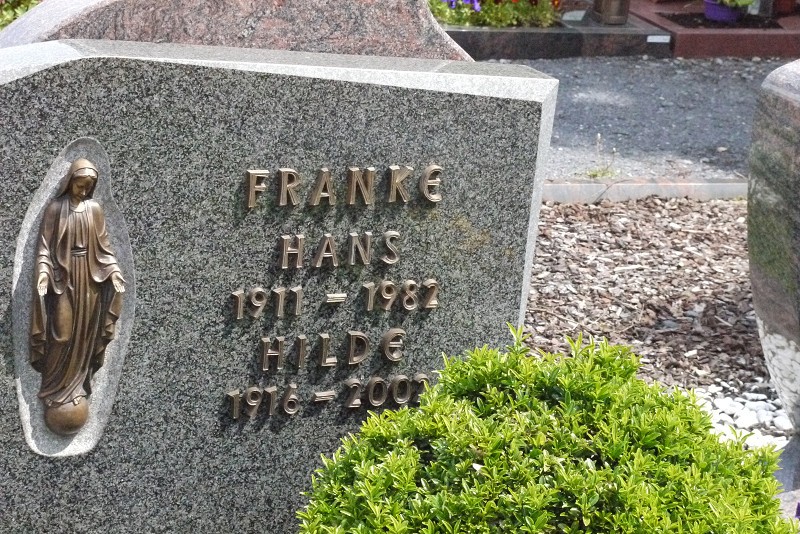 FRANKE
HANS
1911 – 1982
HILDE
1916 – 2002